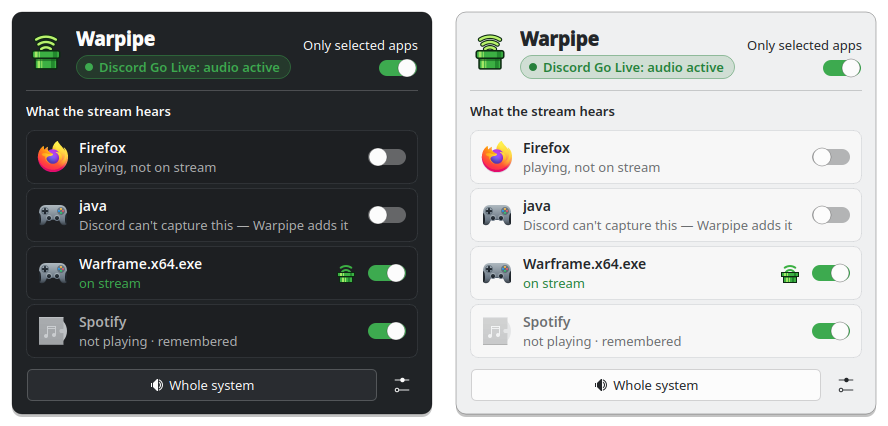 Warpipe
Only selected apps
Discord Go Live: audio active
What the stream hears
Firefox
playing, not on stream
java
Discord can't capture this — Warpipe adds it
Warframe.x64.exe
on stream
Spotify
not playing · remembered
Whole system
Warpipe
Only selected apps
Discord Go Live: audio active
What the stream hears
Firefox
playing, not on stream
java
Discord can't capture this — Warpipe adds it
Warframe.x64.exe
on stream
Spotify
not playing · remembered
Whole system